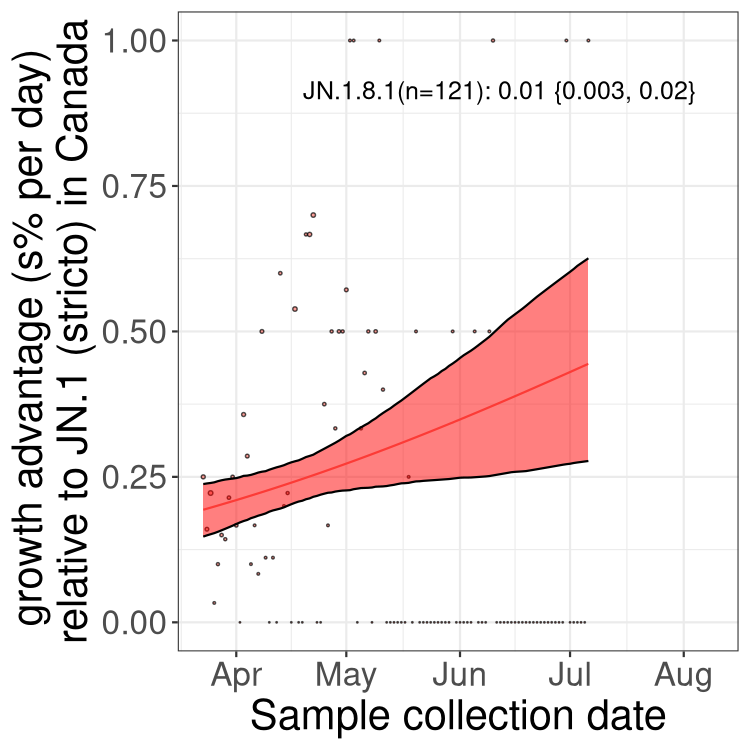 growth advantage (s% per day)
relative to JN.1 (stricto) in Canada
1.00
JN.1.8.1(n=121): 0.01 {0.003, 0.02}
0.75
0.50
0.25
0.00
Apr May Jun Jul Aug
Sample collection date